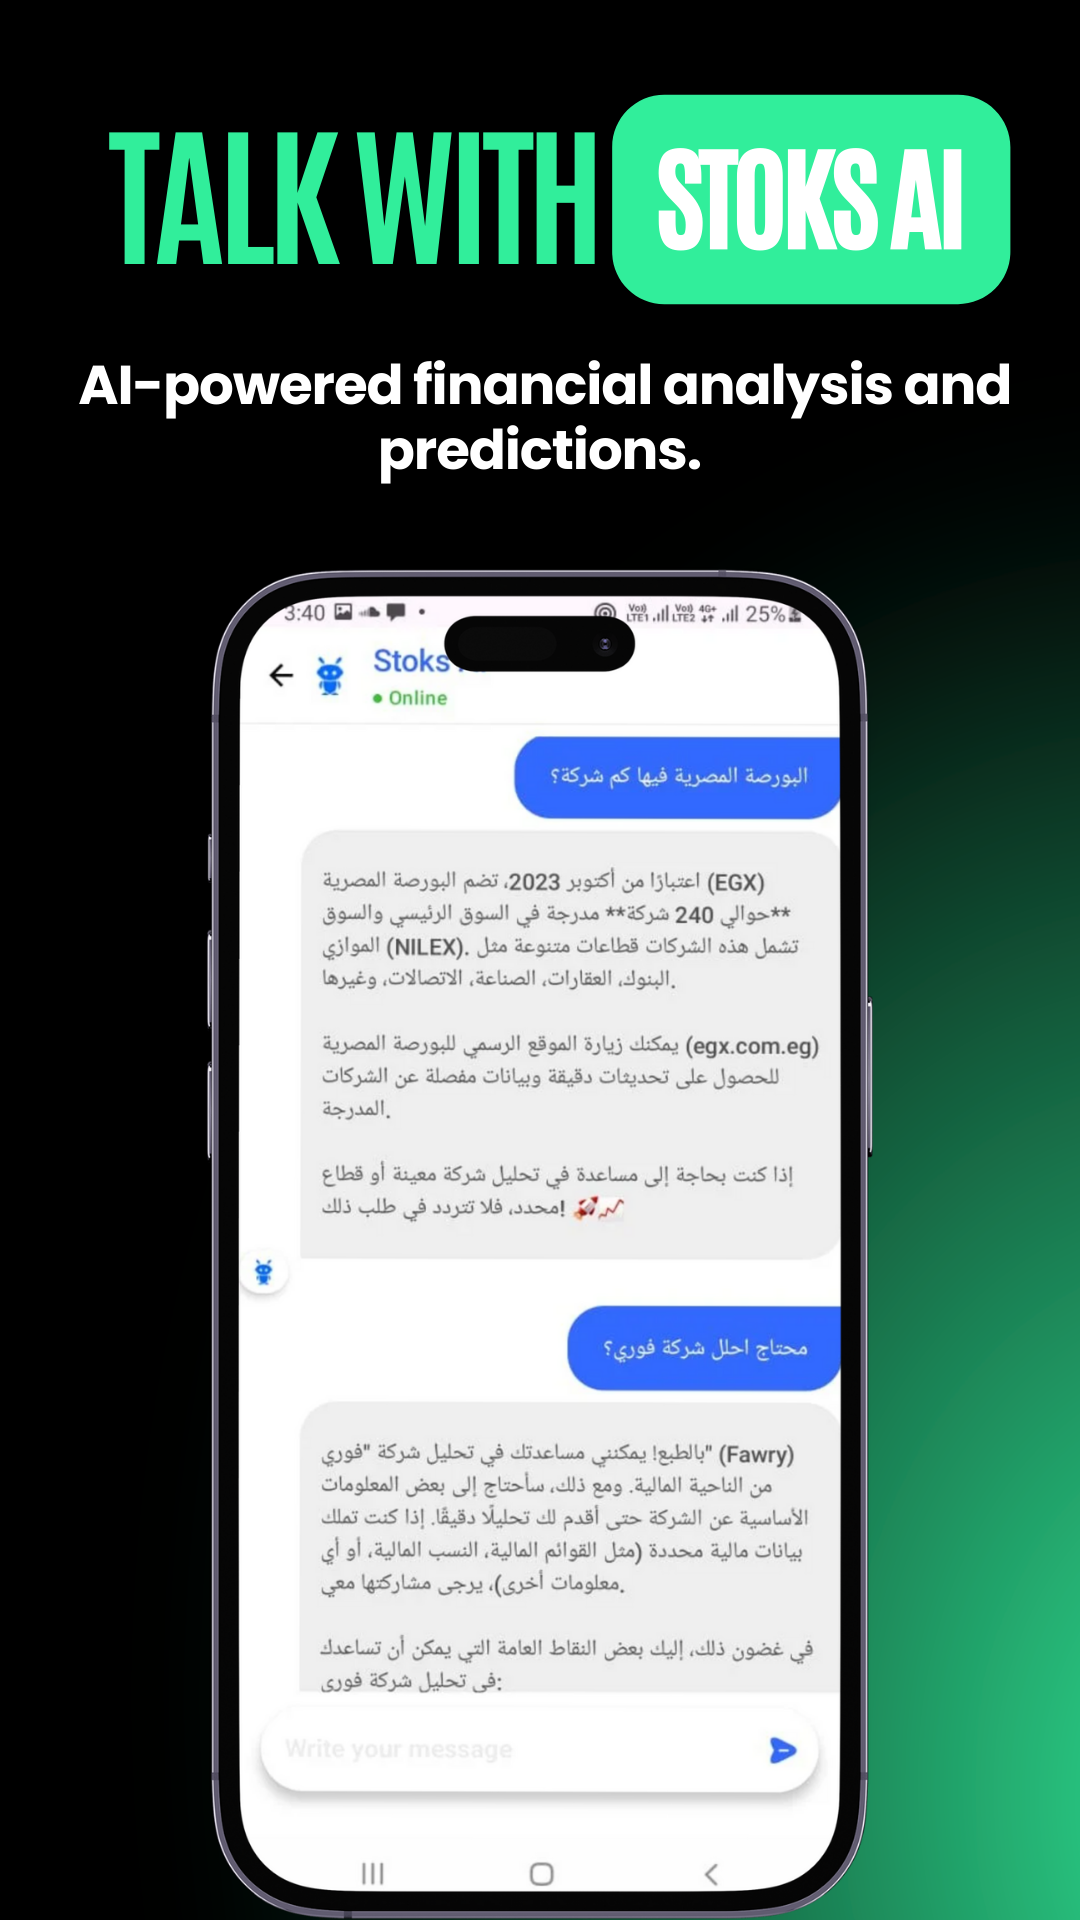 TALK WITH STOKS AI
AI-powered financial analysis and
predictions.
3:40
Vo)) LTE1 Vo)) LTE2 4G+ 25%
Stoks
Online
البورصة المصرية فيها كم شركة؟
اعتبارًا من أكتوبر 2023، تضم البورصة المصرية (EGX)
**حوالي 240 شركة** مدرجة في السوق الرئيسي والسوق
الموازي (NILEX). تشمل هذه الشركات قطاعات متنوعة مثل
البنوك، العقارات، الصناعة، الاتصالات، وغيرها.
يمكنك زيارة الموقع الرسمي للبورصة المصرية (egx.com.eg)
للحصول على تحديثات دقيقة وبيانات مفصلة عن الشركات
المدرجة.
إذا كنت بحاجة إلى مساعدة في تحليل شركة معينة أو قطاع
محدد، فلا تتردد في طلب ذلك! 🚀📈
محتاج احلل شركة فوري؟
بالطبع! يمكنني مساعدتك في تحليل شركة "فوري" (Fawry)
من الناحية المالية. ومع ذلك، سأحتاج إلى بعض المعلومات
الأساسية عن الشركة حتى أقدم لك تحليلًا دقيقًا. إذا كنت تملك
بيانات مالية محددة (مثل القوائم المالية، النسب المالية، أو أي
معلومات أخرى)، يرجى مشاركتها معي.
في غضون ذلك، إليك بعض النقاط العامة التي يمكن أن تساعدك
في تحليل شركة فوري:
Write your message